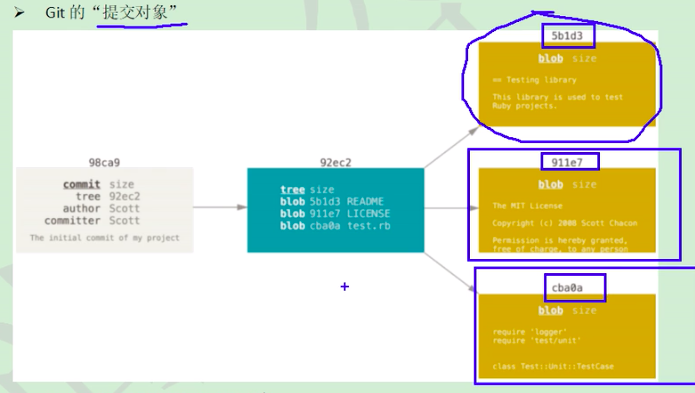 ➢ Git 的“提交对象”
5b1d3
blob size
== Testing library
This library is used to test
Ruby projects.
98ca9
commit size
tree 92ec2
author Scott
committer Scott
The initial commit of my project
92ec2
tree size
blob 5b1d3 README
blob 911e7 LICENSE
blob cba0a test.rb
911e7
blob size
The MIT License
Copyright (c) 2008 Scott Chacon
Permission is hereby granted,
free of charge, to any person
cba0a
blob size
require 'logger'
require 'test/unit'
class Test::Unit::TestCase